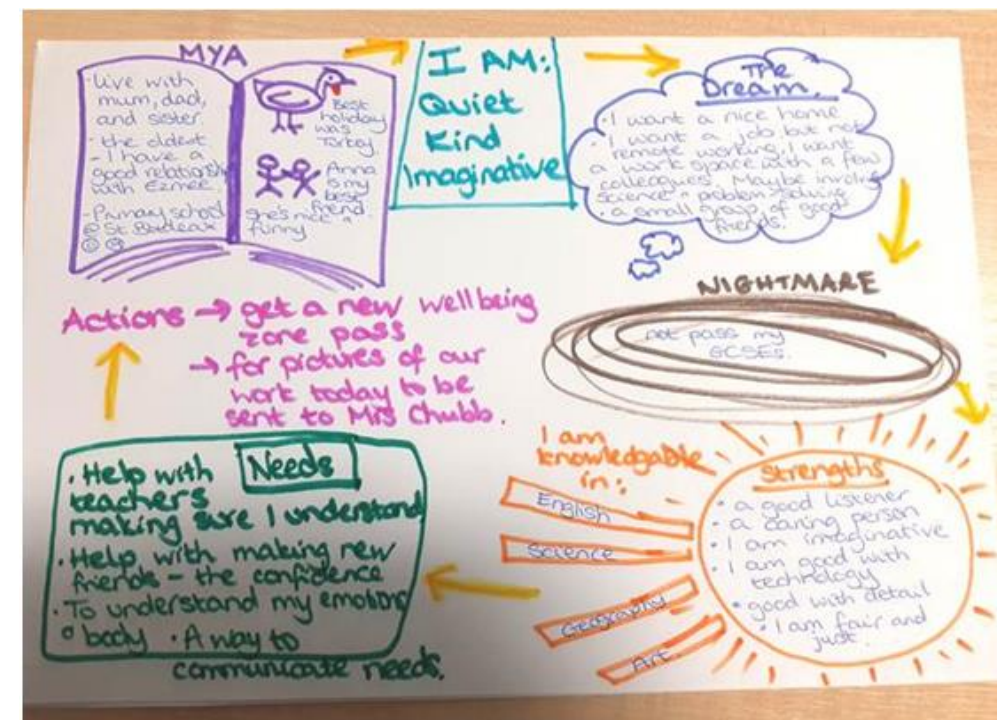 MYA
- Live with
mum, dad,
and sister
- the oldest
- I have a
good relationship
with Ezmee.
- Primary school
@ St. Budeaux
Best
holiday
was
Torbay
Anna
is my
best
friend.
she's nice "
funny
I AM:
Quiet
Kind
Imaginative
The
Dream.
• I want a nice home
• I want a job but not
remote working, I want
a work space with a few
colleagues. Maybe involve
science + problem solving
• a small group of good
friends.
NIGHTMARE
not pass my
GCSEs.
Strengths
• a good listener
• a caring person
• I am imaginative
• I am good with
technology
• good with detail
• I am fair and
just.
I am
knowledgable
in:
English
Science
Geography
Art.
Needs
• Help with
teachers
making sure I understand
• Help with making new
friends - the confidence
• To understand my emotions
& body • A way to
communicate needs.
Actions → get a new wellbeing
zone pass
→ for pictures of our
work today to be
sent to Mrs Chubb.